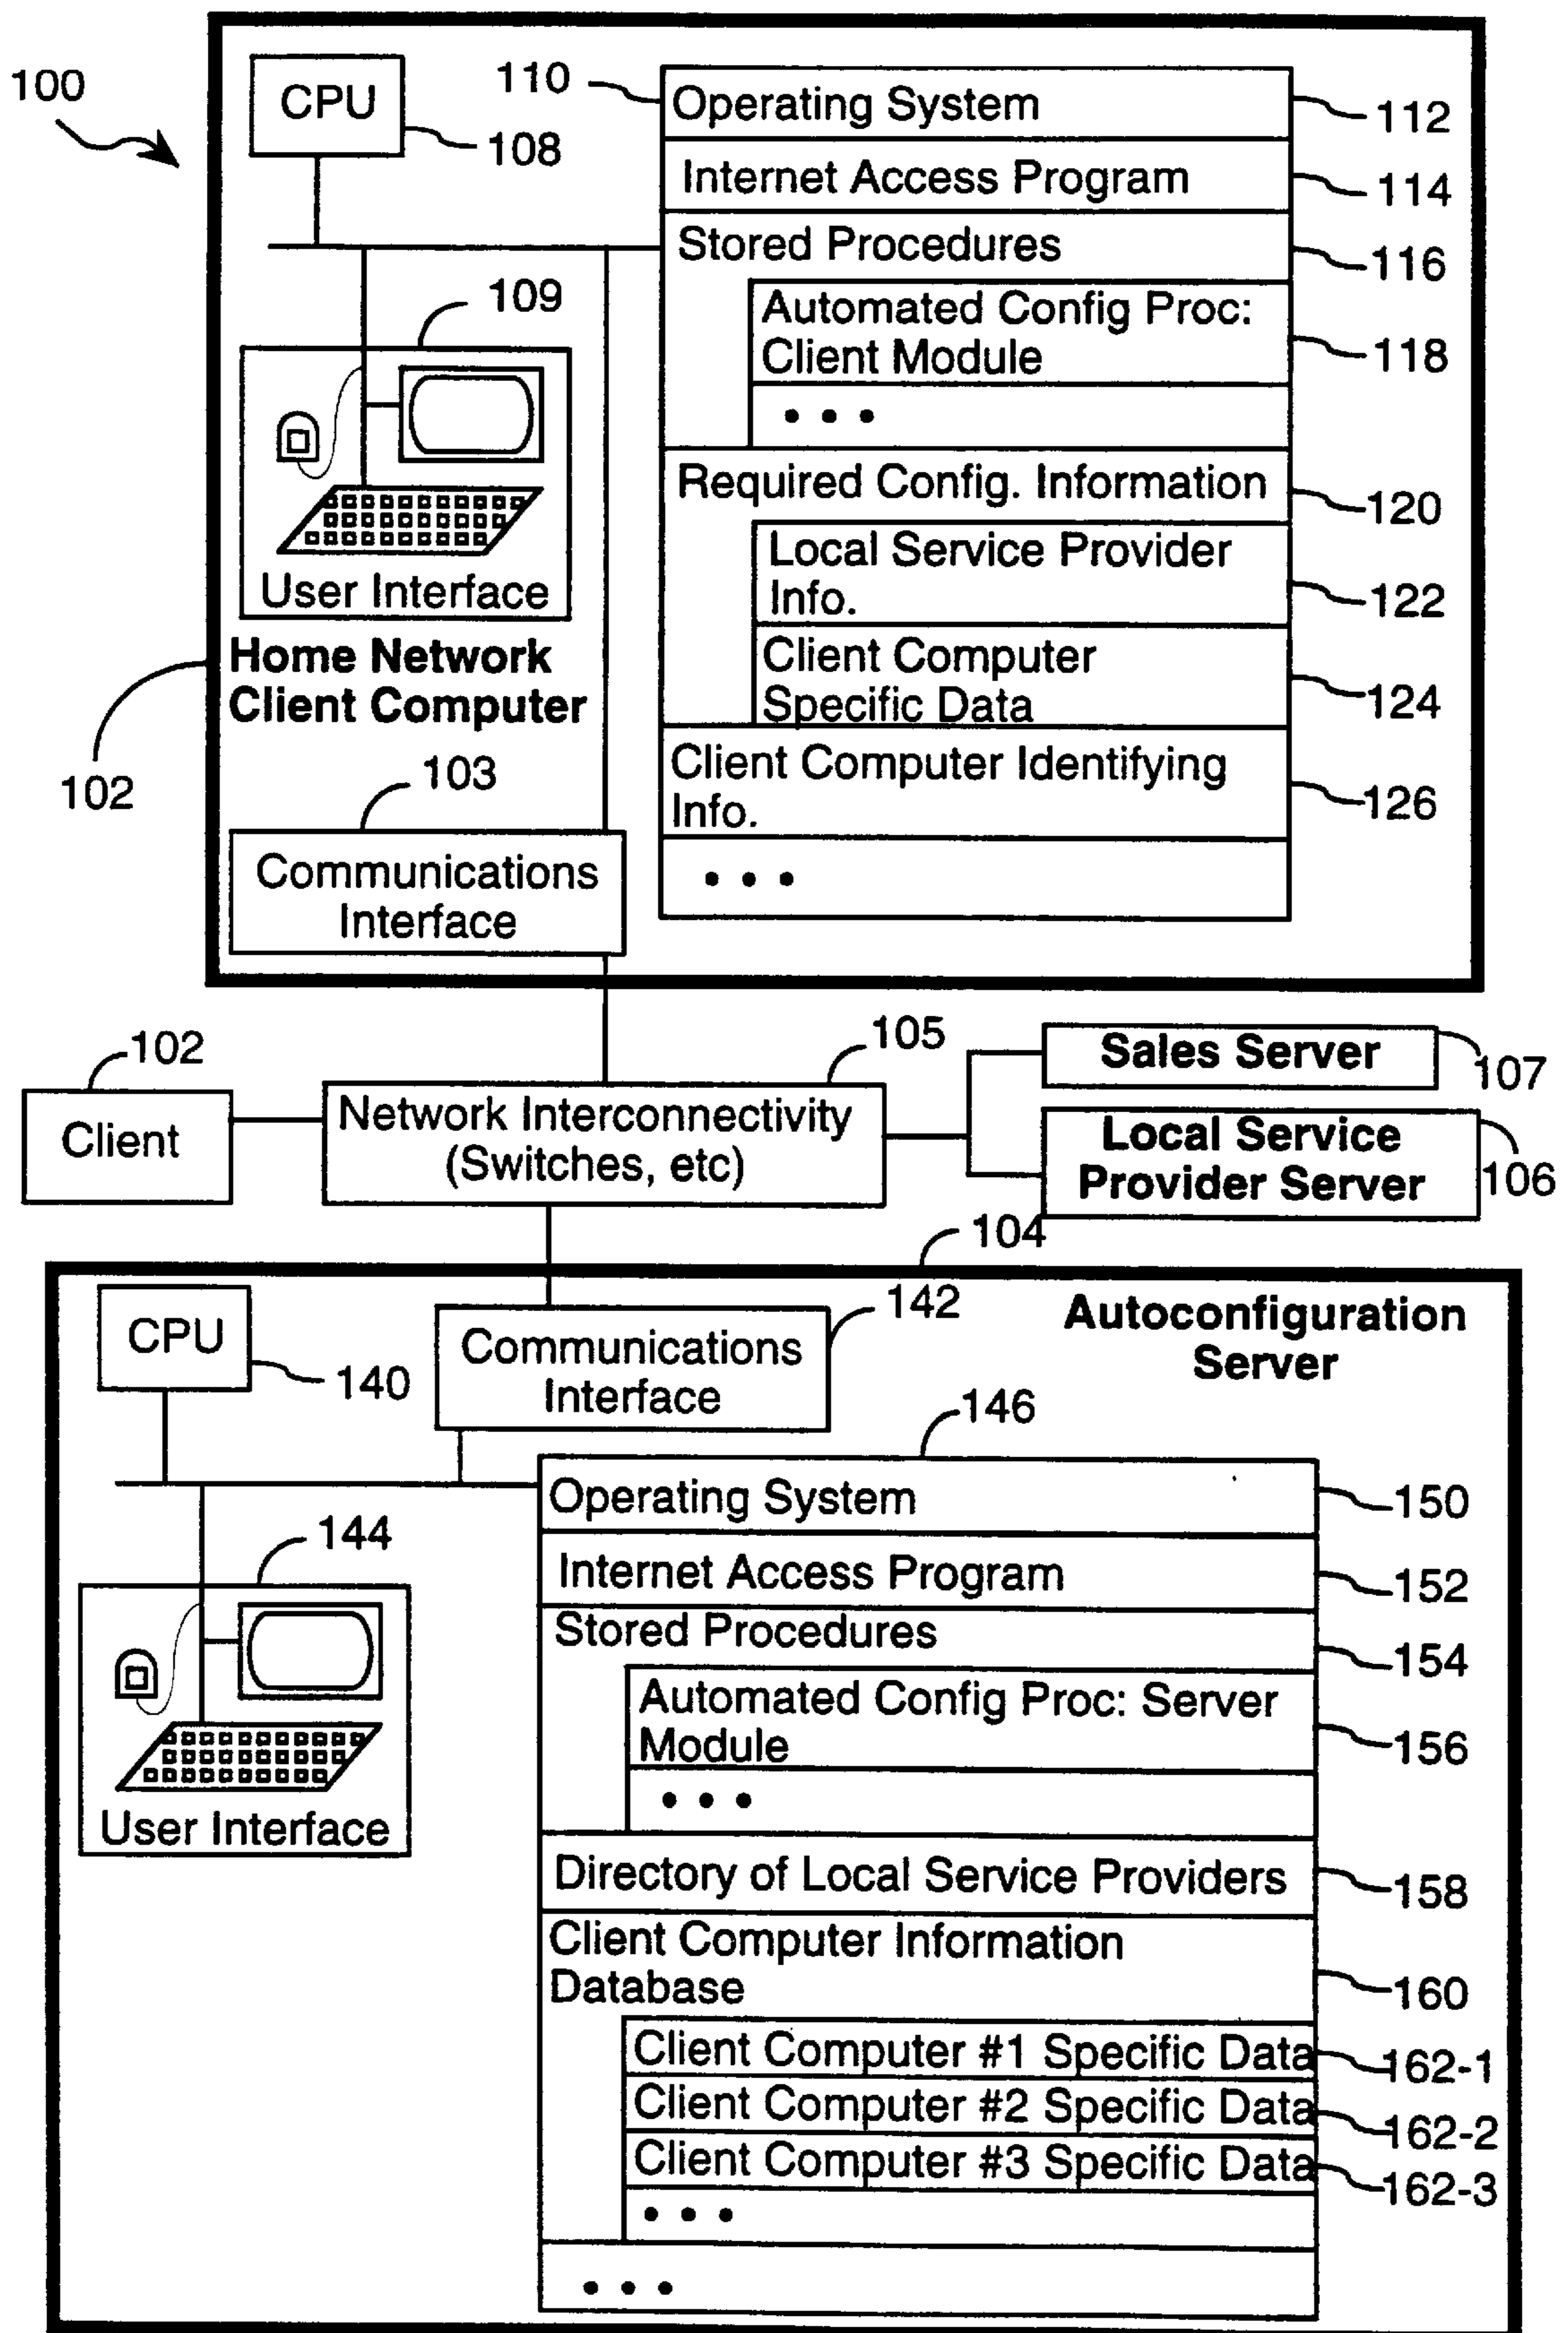 100
CPU
108
110
Operating System
112
Internet Access Program
114
Stored Procedures
116
Automated Config Proc:
Client Module
118
• • •
109
User Interface
Required Config. Information
120
Local Service Provider
Info.
122
Client Computer
Specific Data
124
Home Network
Client Computer
102
Client Computer Identifying
Info.
126
• • •
103
Communications
Interface
102
Client
105
Network Interconnectivity
(Switches, etc)
Sales Server
107
Local Service
Provider Server
106
104
Autoconfiguration
Server
CPU
140
142
Communications
Interface
146
Operating System
150
144
User Interface
Internet Access Program
152
Stored Procedures
154
Automated Config Proc: Server
Module
156
• • •
Directory of Local Service Providers
158
Client Computer Information
Database
160
Client Computer #1 Specific Data
162-1
Client Computer #2 Specific Data
162-2
Client Computer #3 Specific Data
162-3
• • •
• • •